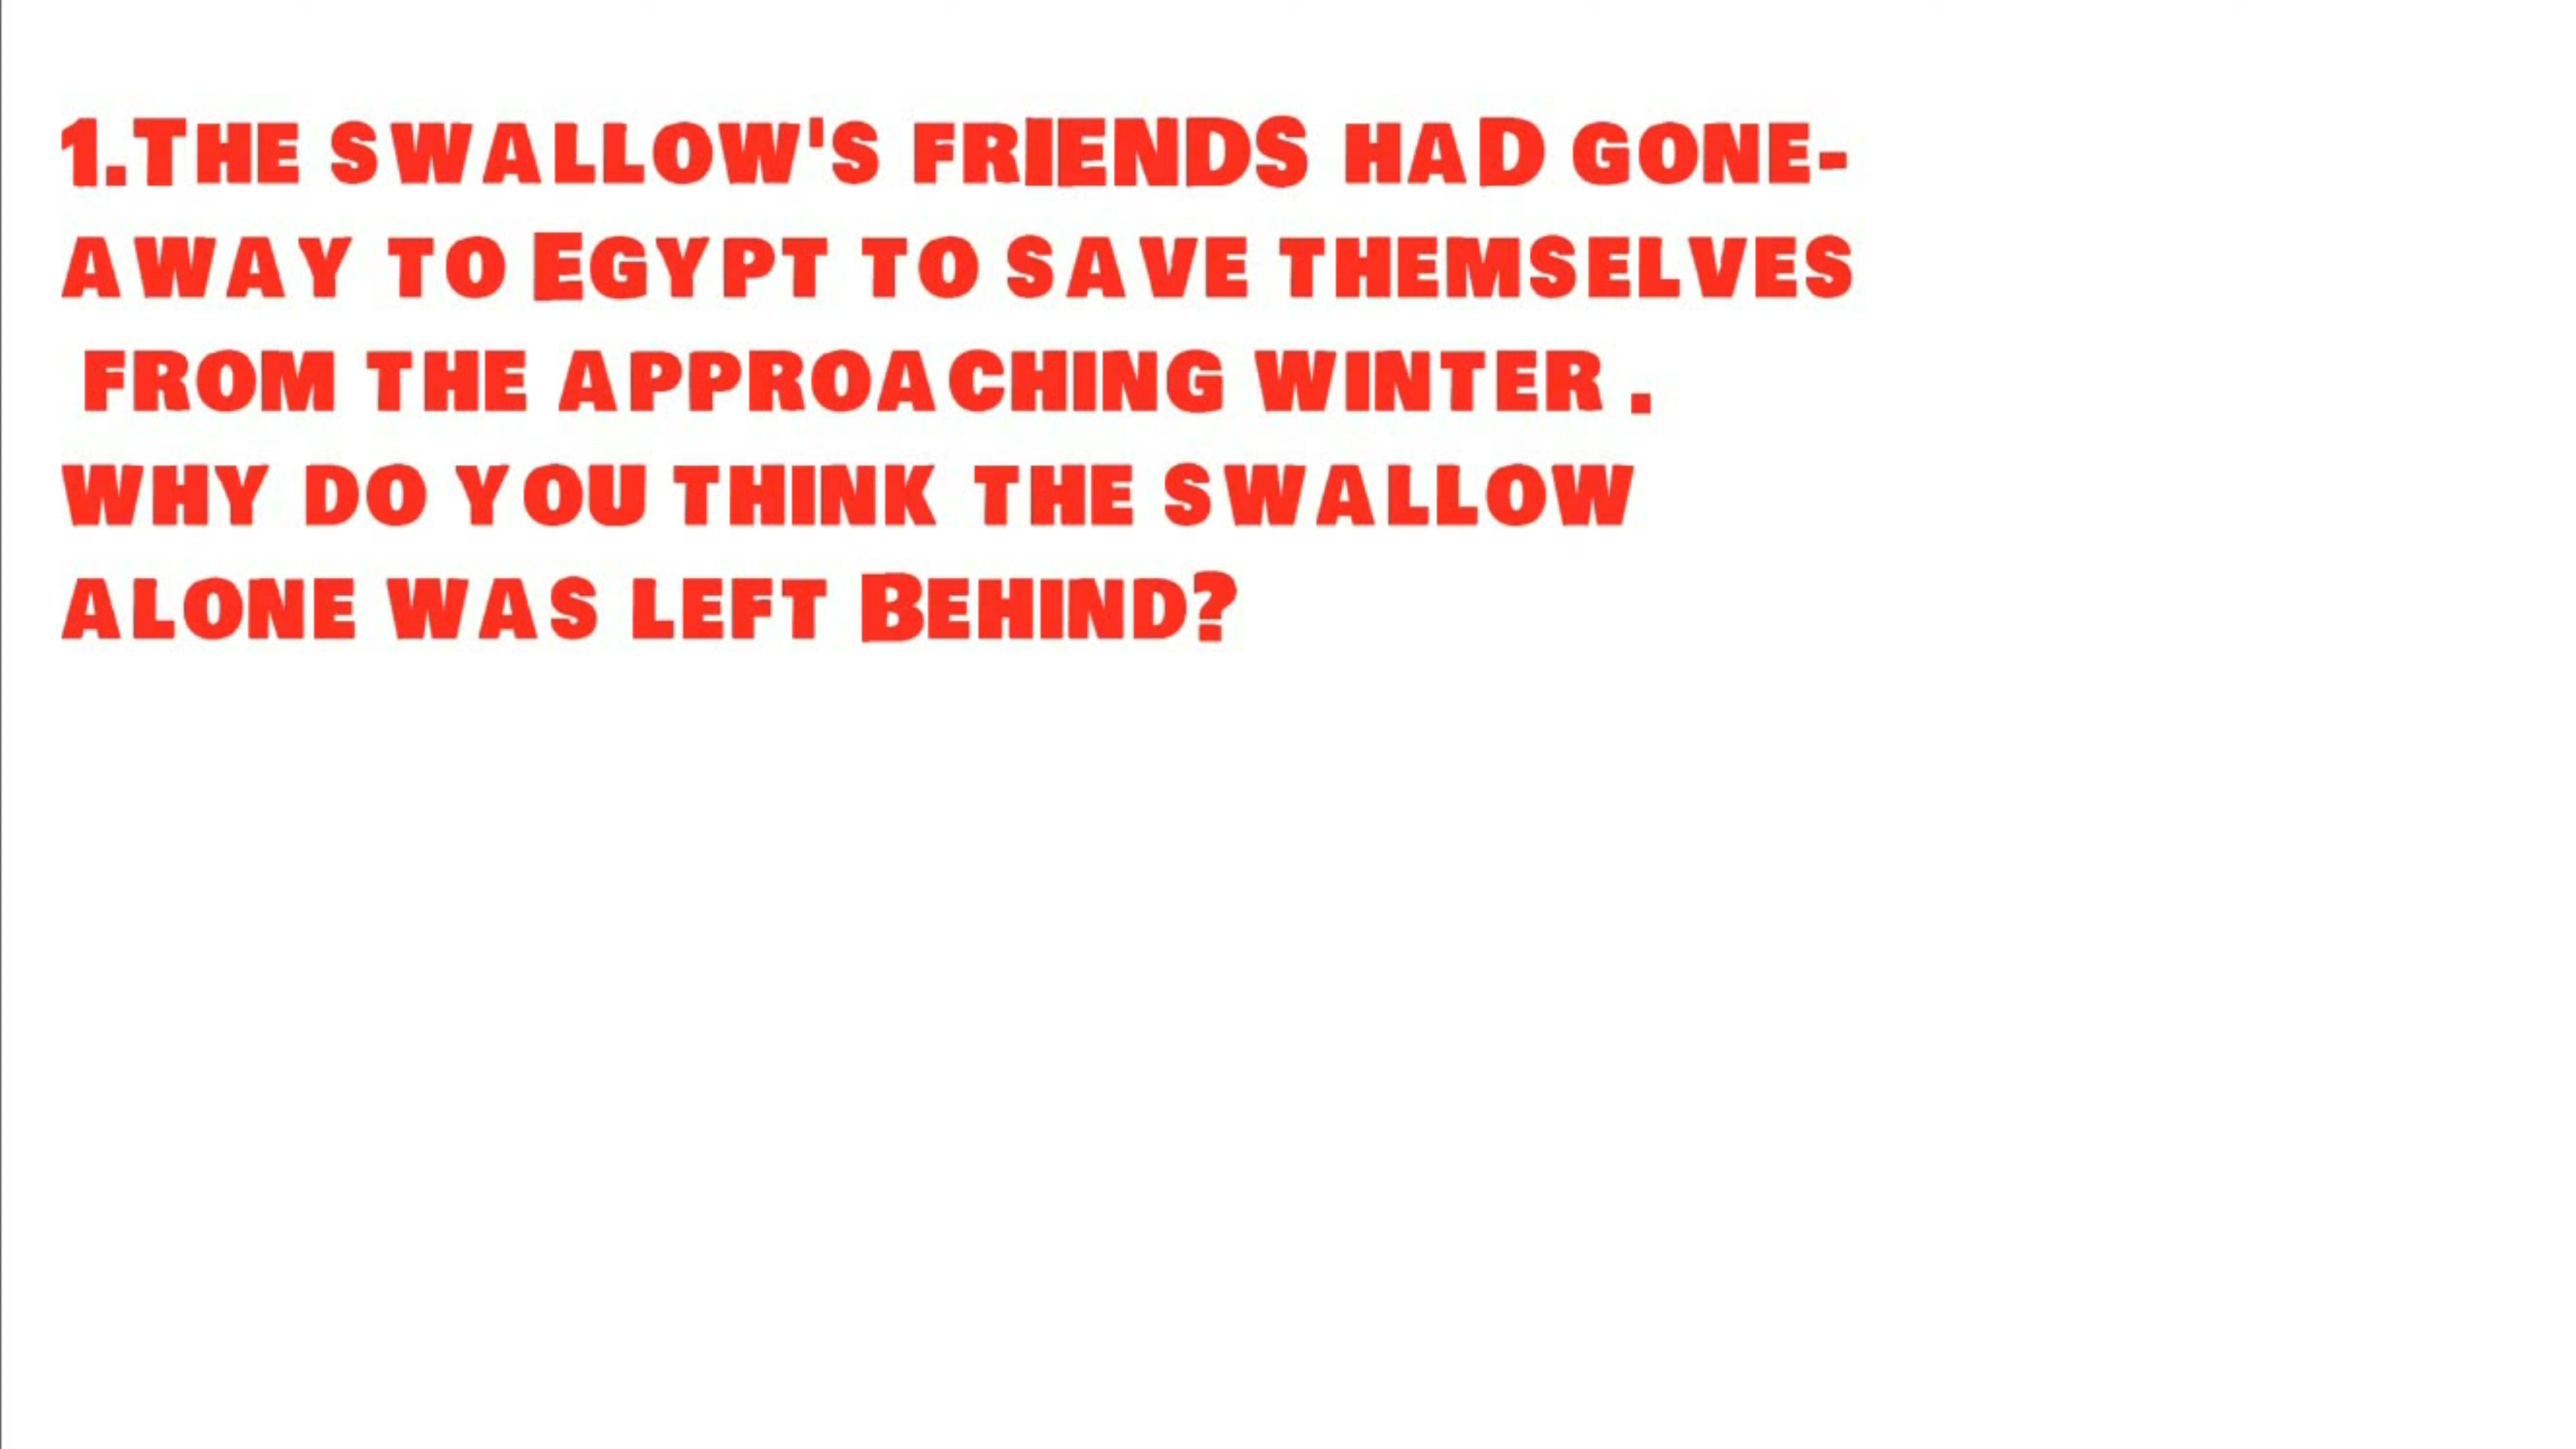 1.The swallow's frIENDS haD gone-
away to Egypt to save themselves
from the approaching winter .
why do you think the swallow
alone was left Behind?